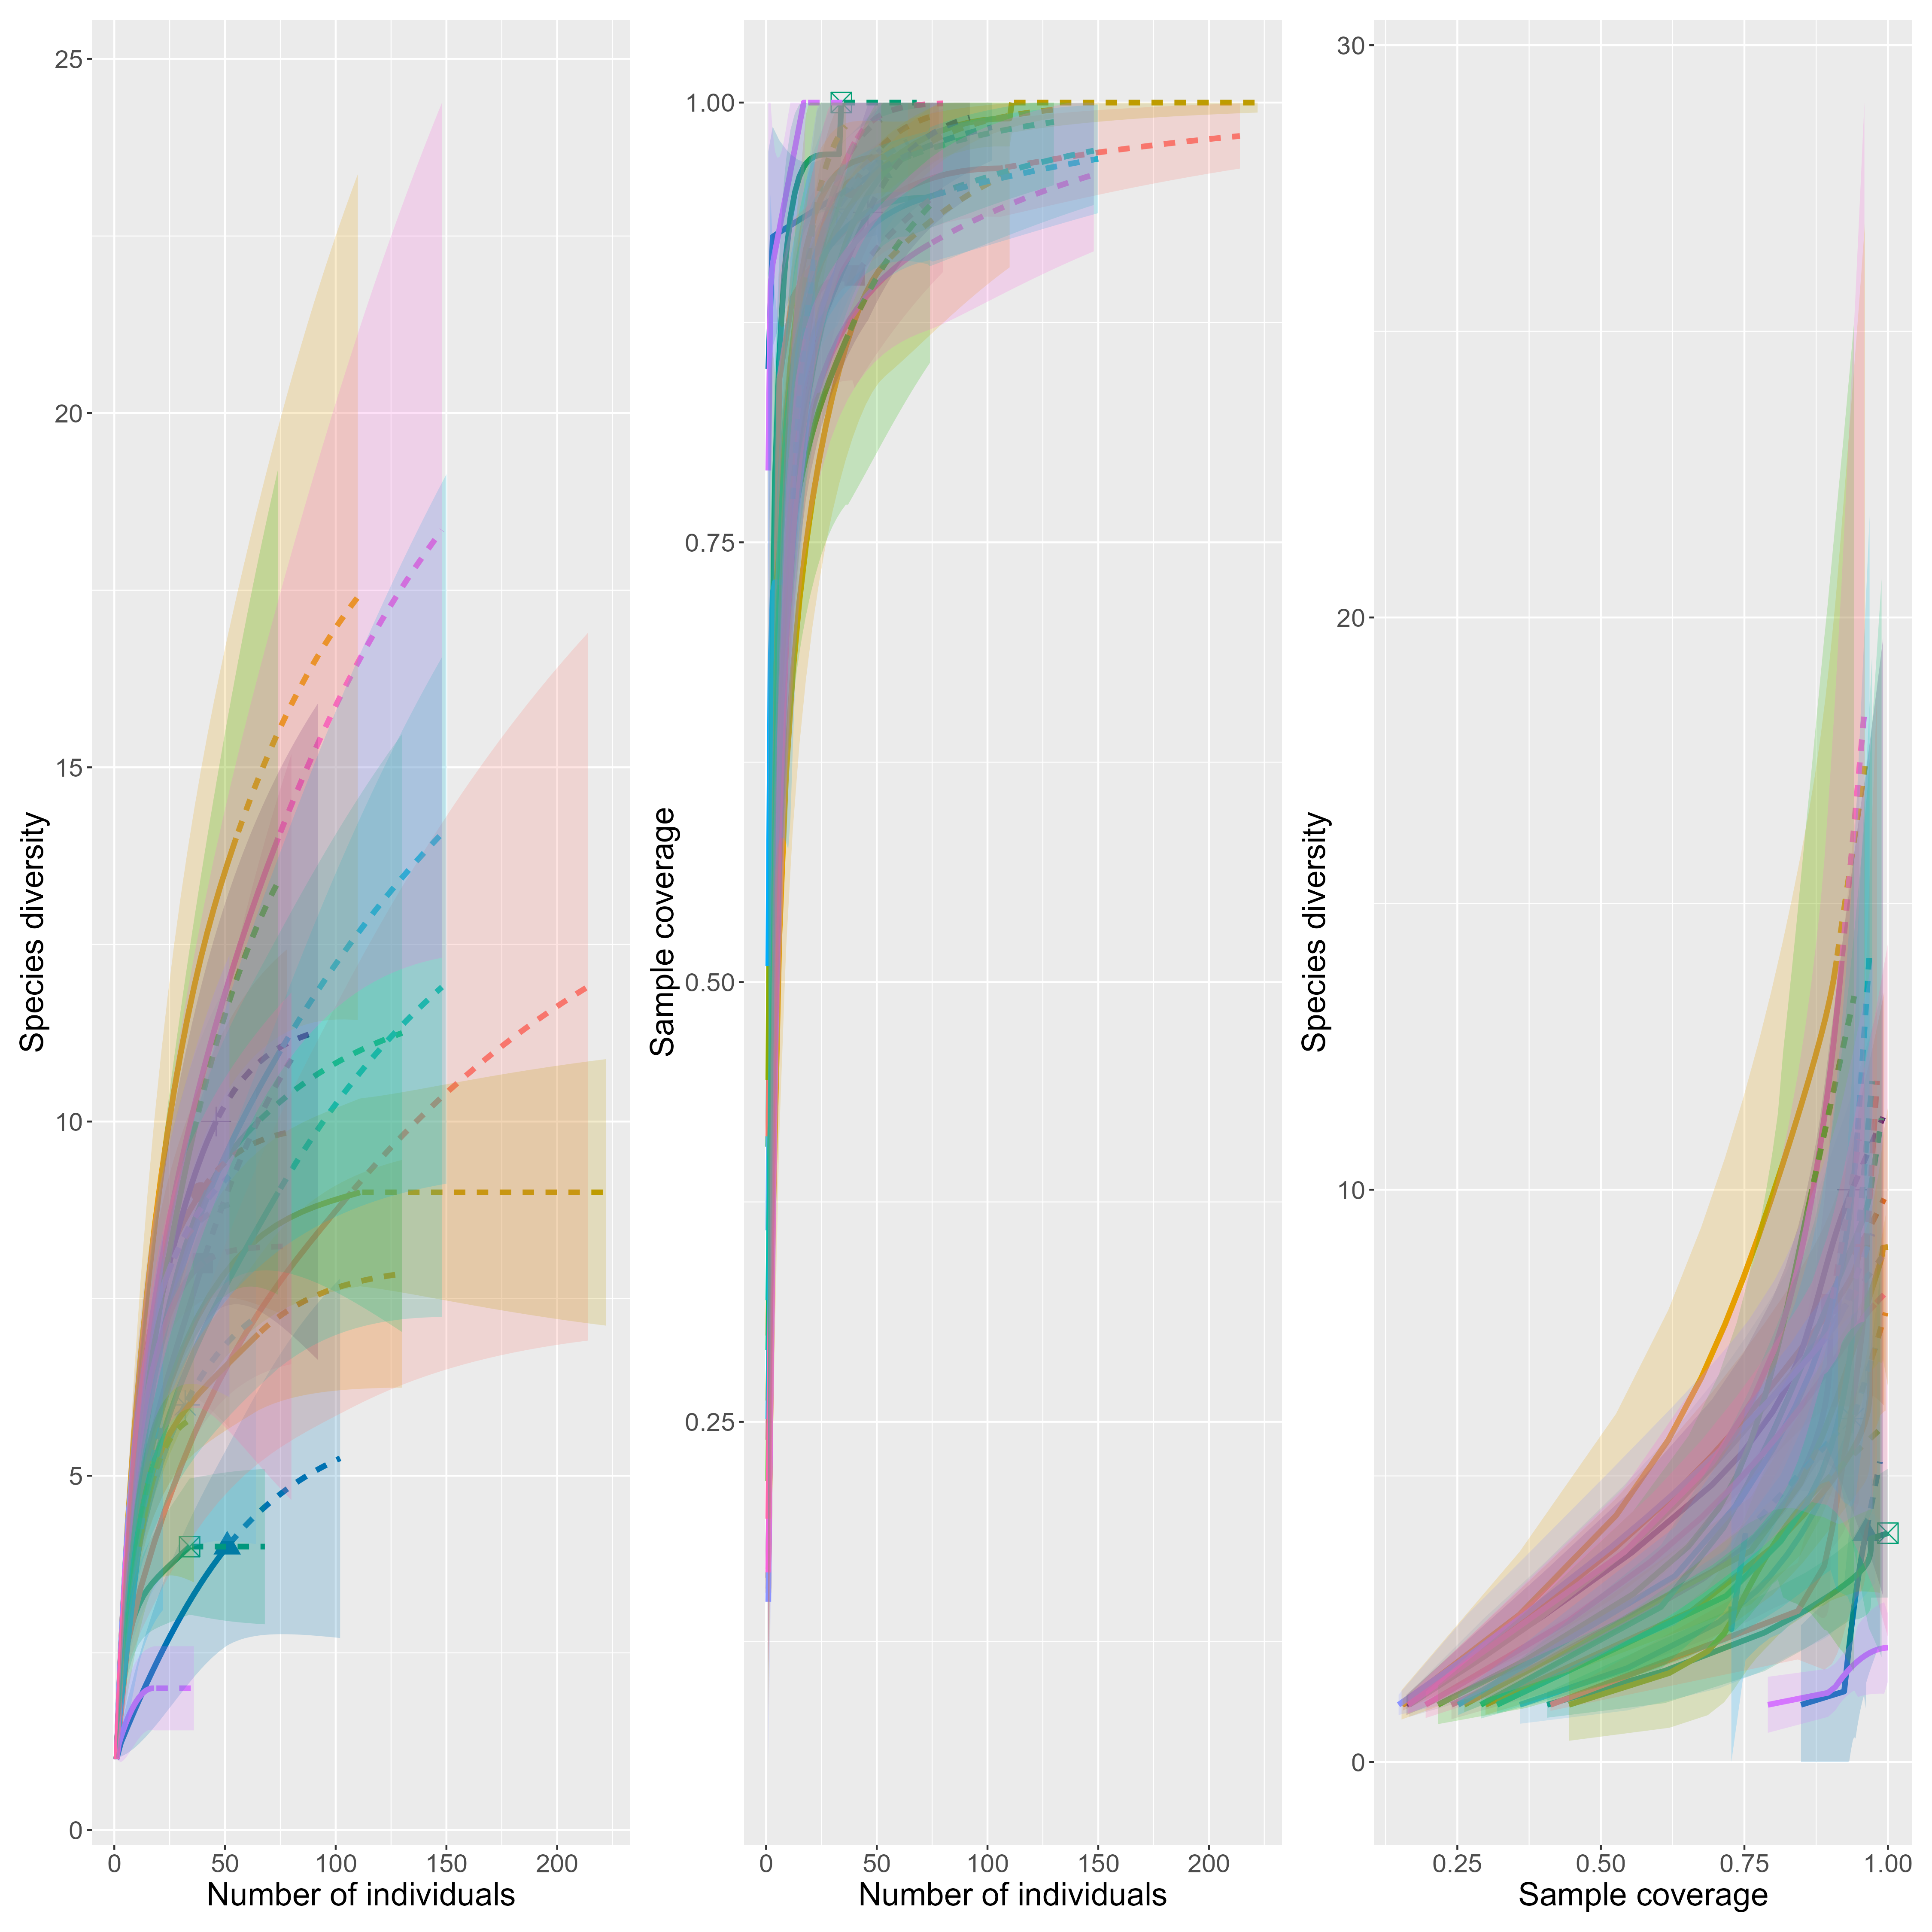 Species diversity
25
20
15
10
5
0
0 50 100 150 200
Number of individuals
Sample coverage
1.00
0.75
0.50
0.25
0 50 100 150 200
Number of individuals
Species diversity
30
20
10
0
0.25 0.50 0.75 1.00
Sample coverage